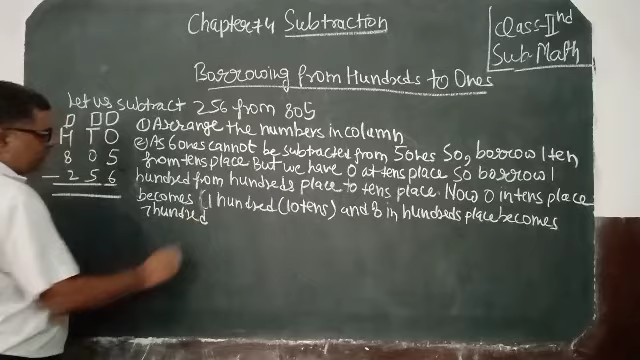 Chapter#4 Subtraction
Class-IInd
Sub-Math
Borrowing from Hundreds to Ones
Let us subtract 256 from 805
① Arrange the numbers in column
H T O
8 0 5
- 2 5 6
② As 6 ones cannot be subtracted from 5 ones So, borrow 1 ten
from tens place. But we have 0 at tens place So borrow 1
hundred from hundreds place to tens place. Now 0 in tens place
becomes 1 hundred (10 tens) and 8 in hundreds place becomes
7 hundred